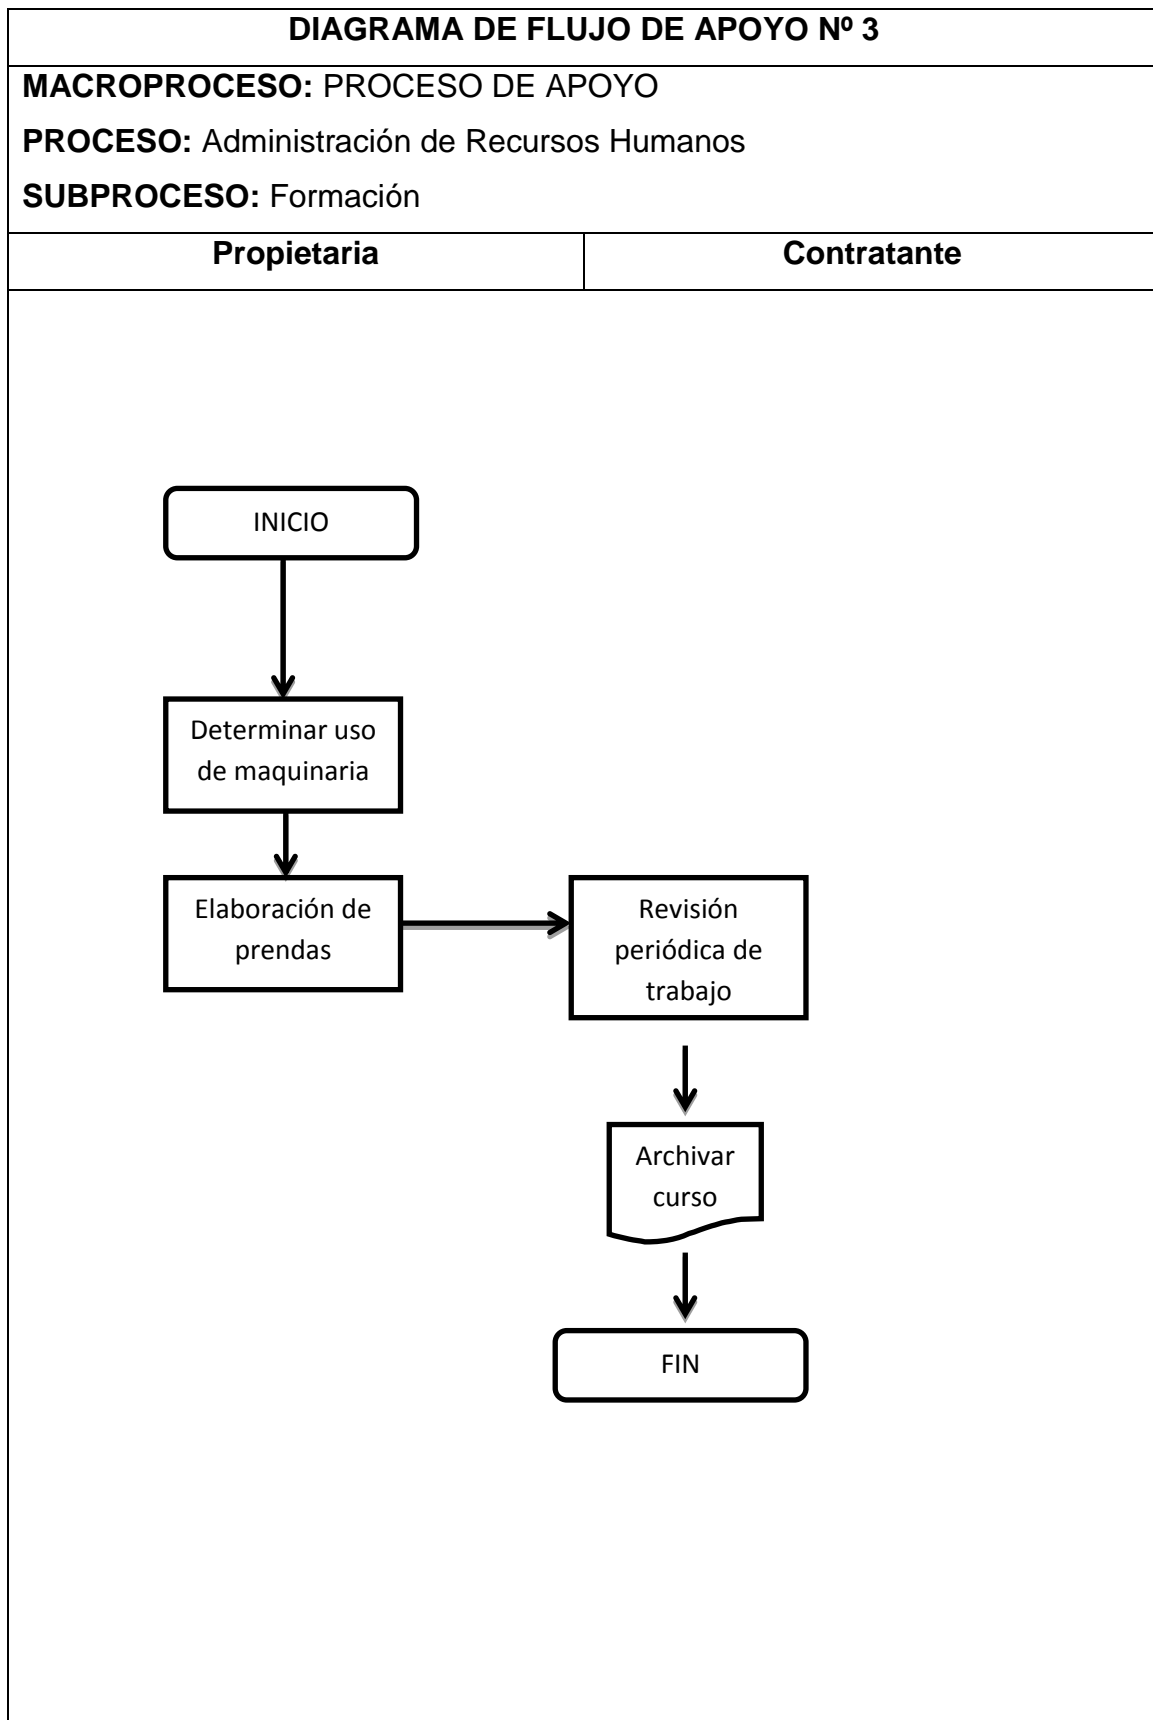 DIAGRAMA DE FLUJO DE APOYO Nº 3
MACROPROCESO: PROCESO DE APOYO
PROCESO: Administración de Recursos Humanos
SUBPROCESO: Formación
Propietaria
Contratante
INICIO
Determinar uso
de maquinaria
Elaboración de
prendas
Revisión
periódica de
trabajo
Archivar
curso
FIN